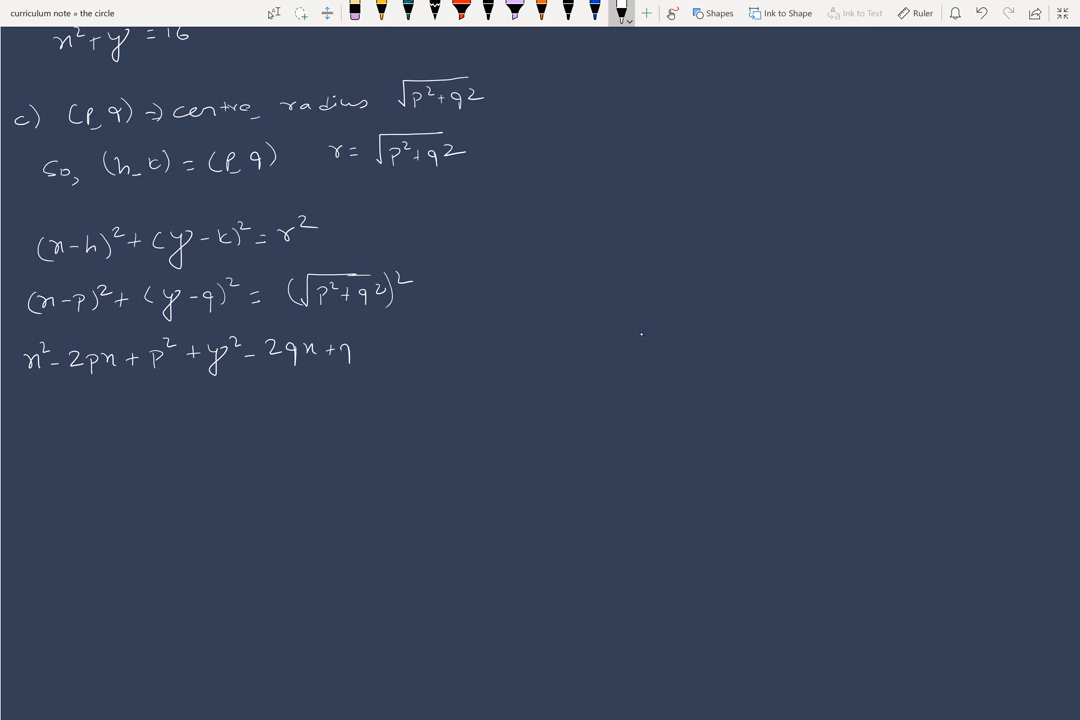 curriculum note » the circle
Shapes Ink to Shape Ink to Text Ruler
x² + y² = 16
c) (p, q) ⇒ centre, radius √p²+q²
So, (h, k) = (p, q) r = √p²+q²
(x-h)² + (y-k)² = r²
(x-p)² + (y-q)² = (√p²+q²)²
x² - 2px + p² + y² - 2qx + q